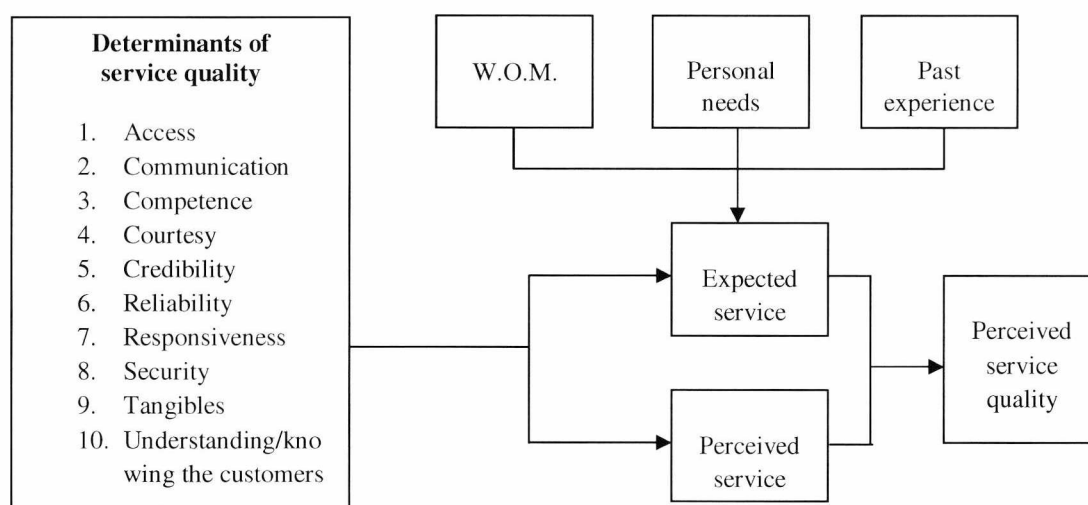 Determinants of
service quality
1. Access
2. Communication
3. Competence
4. Courtesy
5. Credibility
6. Reliability
7. Responsiveness
8. Security
9. Tangibles
10. Understanding/kno
wing the customers
W.O.M.
Personal
needs
Past
experience
Expected
service
Perceived
service
Perceived
service
quality